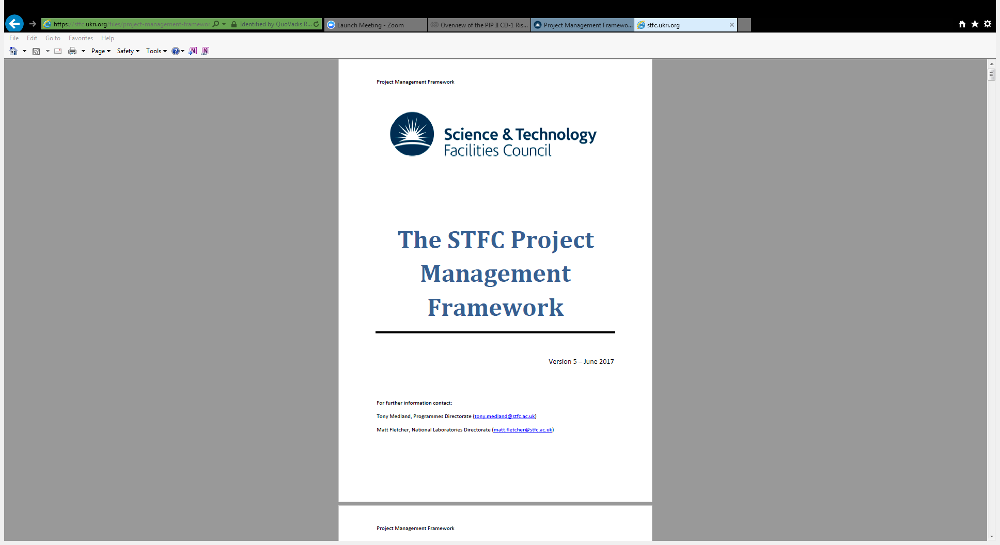 https://stfc.ukri.org/files/project-management-framewor
Identified by QuoVadis R...
Launch Meeting - Zoom
Overview of the PIP II CD-1 Ris...
Project Management Framewo...
stfc.ukri.org
File Edit Go to Favorites Help
Page Safety Tools
Project Management Framework
Science & Technology
Facilities Council
The STFC Project
Management
Framework
Version 5 – June 2017
For further information contact:
Tony Medland, Programmes Directorate (tony.medland@stfc.ac.uk)
Matt Fletcher, National Laboratories Directorate (matt.fletcher@stfc.ac.uk)
Project Management Framework